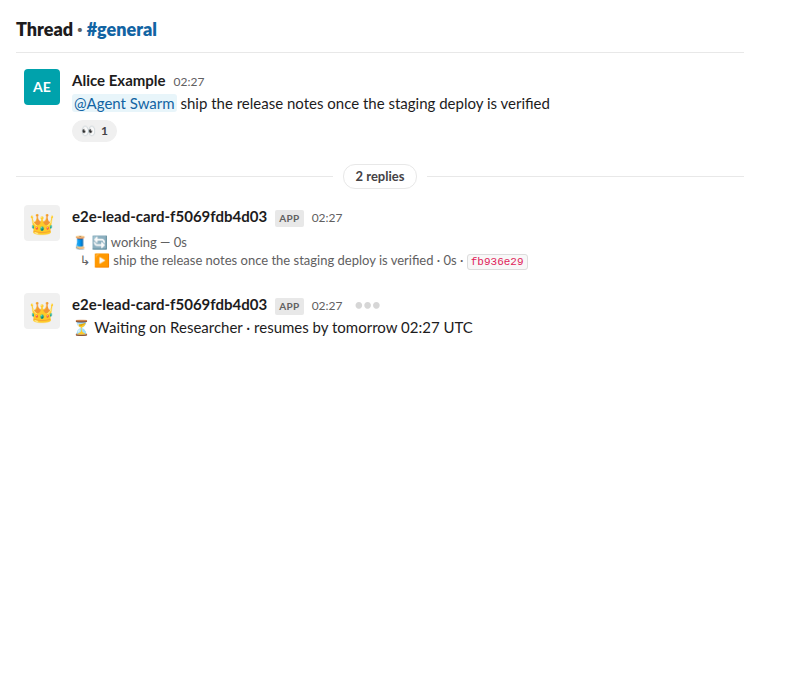 Thread • #general
AE
Alice Example 02:27
@Agent Swarm ship the release notes once the staging deploy is verified
👀 1
2 replies
e2e-lead-card-f5069fdb4d03 APP 02:27
🧵 🔄 working — 0s
↳ ▶️ ship the release notes once the staging deploy is verified · 0s · fb936e29
e2e-lead-card-f5069fdb4d03 APP 02:27
⏳ Waiting on Researcher · resumes by tomorrow 02:27 UTC